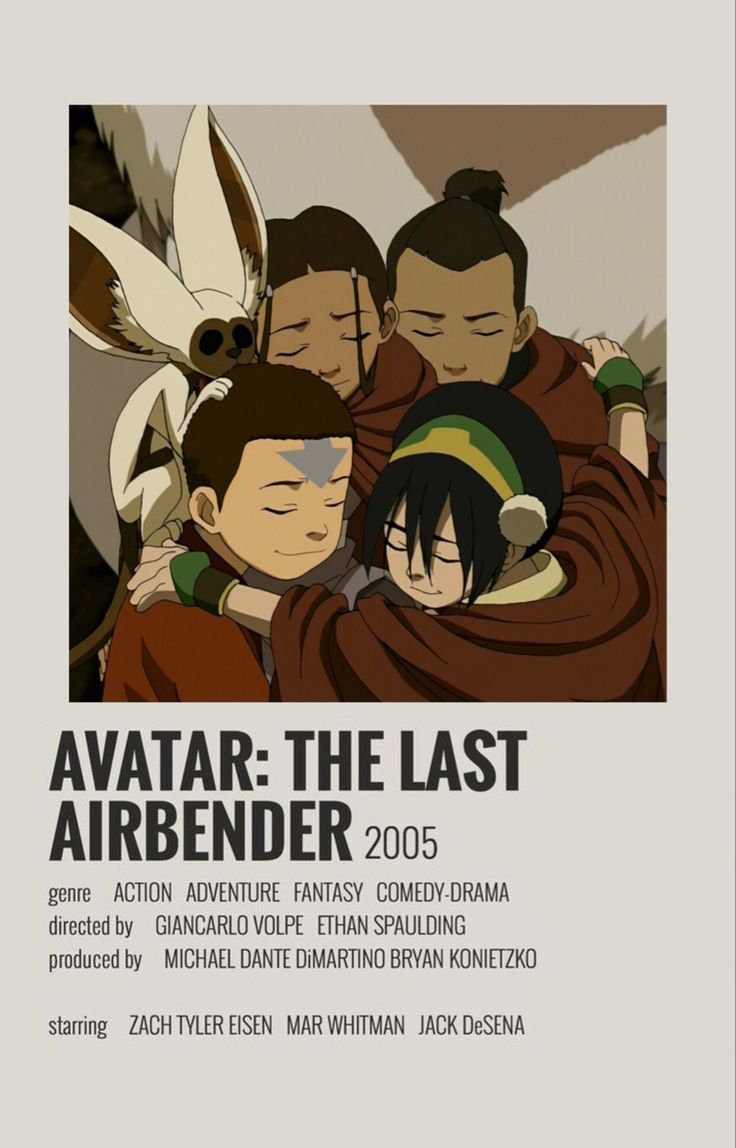 AVATAR: THE LAST
AIRBENDER 2005
genre ACTION ADVENTURE FANTASY COMEDY-DRAMA
directed by GIANCARLO VOLPE ETHAN SPAULDING
produced by MICHAEL DANTE DiMARTINO BRYAN KONIETZKO
starring ZACH TYLER EISEN MAR WHITMAN JACK DeSENA